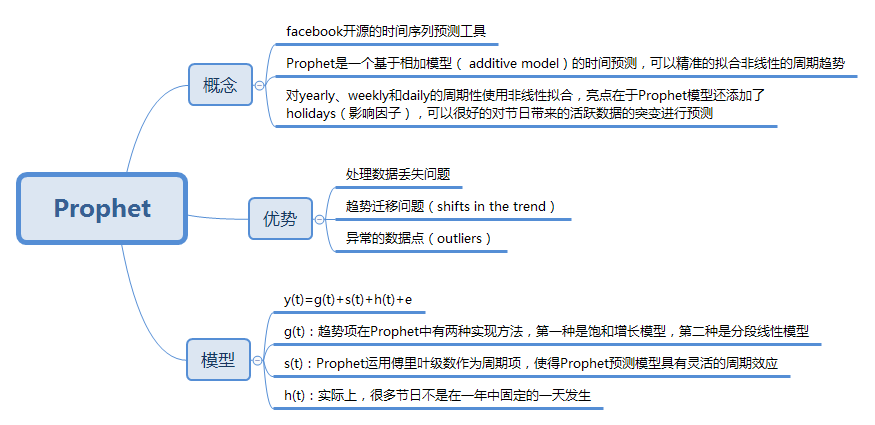 Prophet
概念
facebook开源的时间序列预测工具
Prophet是一个基于相加模型（ additive model）的时间预测，可以精准的拟合非线性的周期趋势
对yearly、weekly和daily的周期性使用非线性拟合，亮点在于Prophet模型还添加了
holidays（影响因子），可以很好的对节日带来的活跃数据的突变进行预测
优势
处理数据丢失问题
趋势迁移问题（shifts in the trend）
异常的数据点（outliers）
模型
y(t)=g(t)+s(t)+h(t)+e
g(t)：趋势项在Prophet中有两种实现方法，第一种是饱和增长模型，第二种是分段线性模型
s(t)：Prophet运用傅里叶级数作为周期项，使得Prophet预测模型具有灵活的周期效应
h(t)：实际上，很多节日不是在一年中固定的一天发生